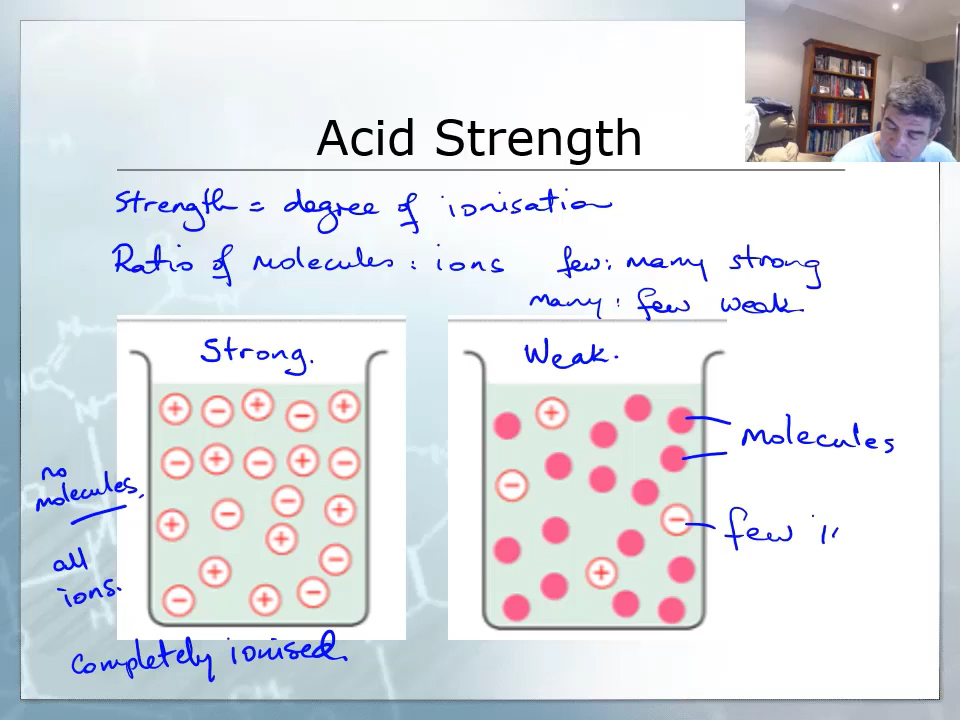 Acid Strength
Strength = degree of ionisation
Ratio of molecules : ions few : many strong
many : few weak
Strong.
Weak.
molecules
no
molecules.
few
all
ions.
completely ionised.